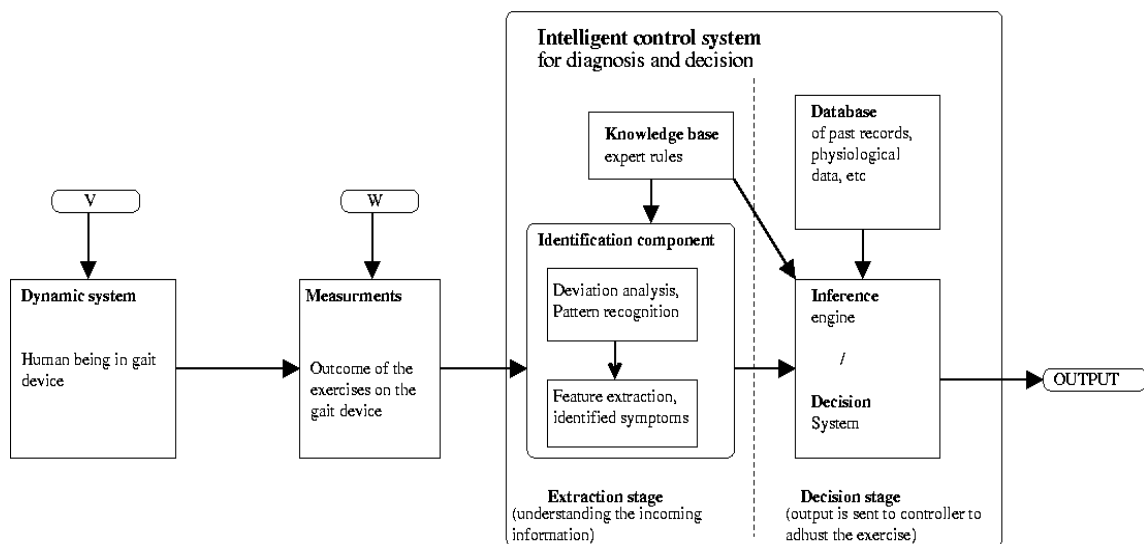 Intelligent control system
for diagnosis and decision
Knowledge base
expert rules
Database
of past records,
physiological
data, etc
V
W
Identification component
Dynamic system
Human being in gait
device
Measurments
Outcome of the
exercises on the
gait device
Deviation analysis,
Pattern recognition
Feature extraction,
identified symptoms
Inference
engine
/
Decision
System
OUTPUT
Extraction stage
(understanding the incoming
information)
Decision stage
(output is sent to controller to
adhust the exercise)